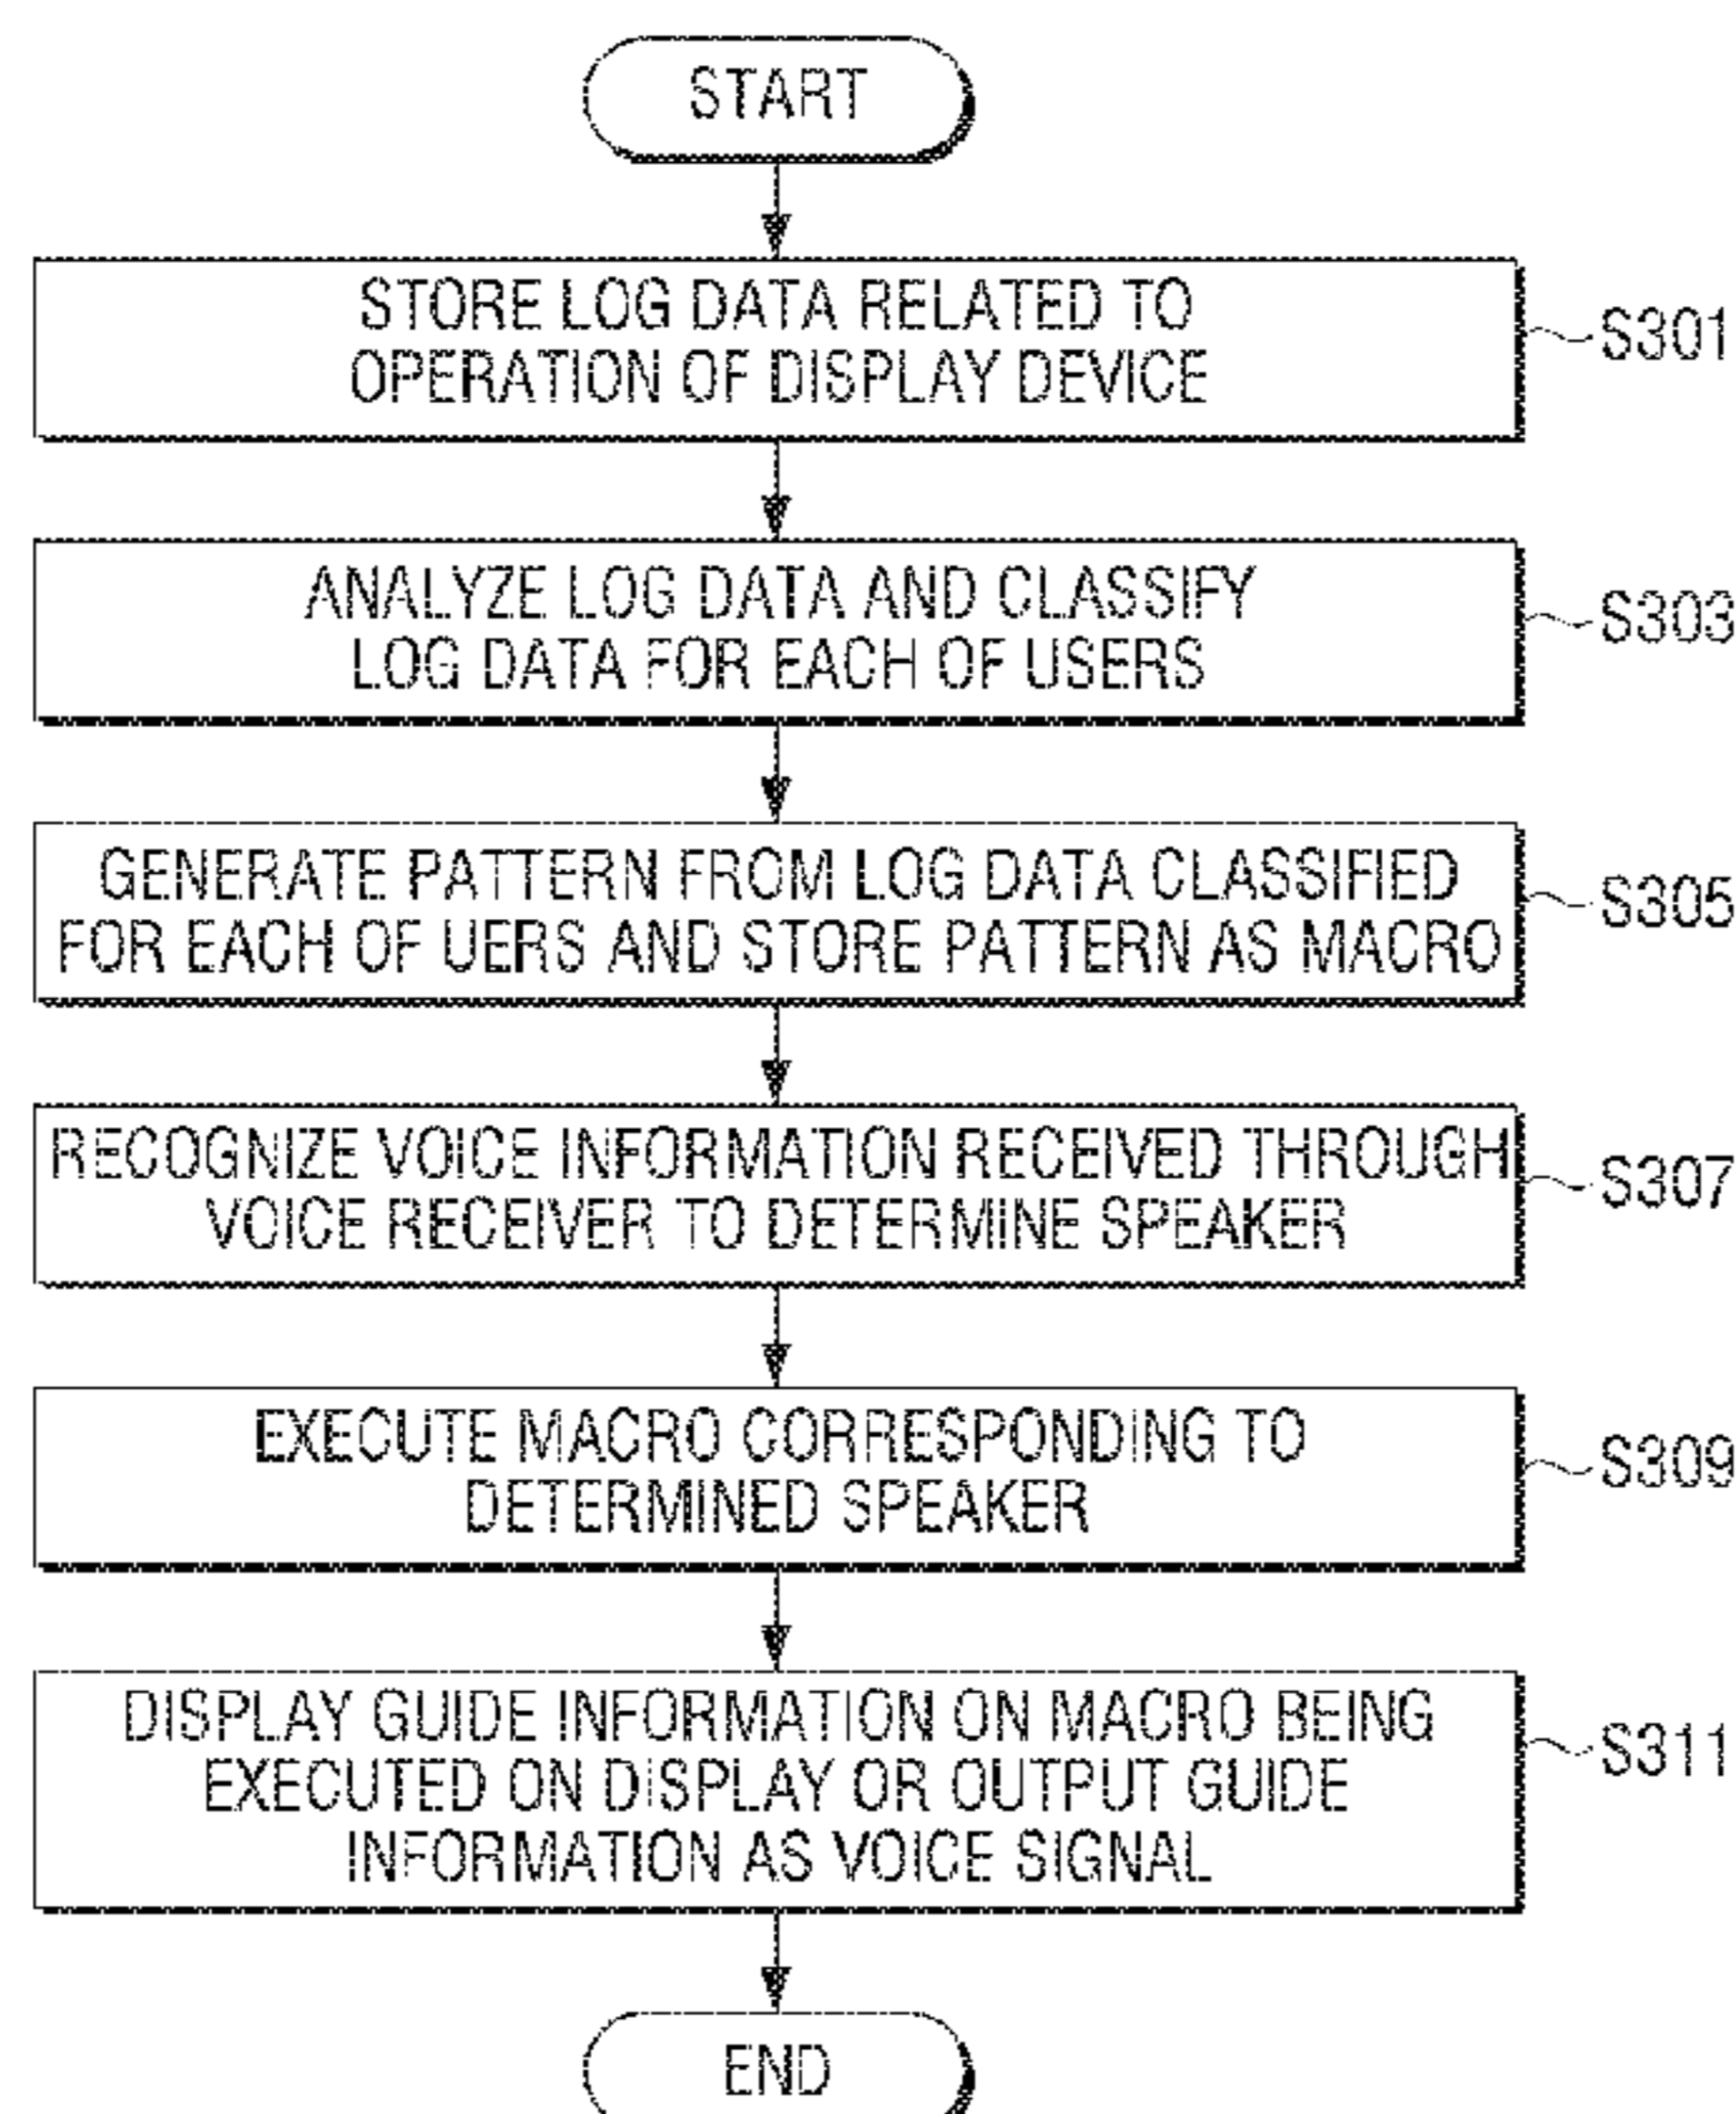 START
STORE LOG DATA RELATED TO
OPERATION OF DISPLAY DEVICE
S301
ANALYZE LOG DATA AND CLASSIFY
LOG DATA FOR EACH OF USERS
S303
GENERATE PATTERN FROM LOG DATA CLASSIFIED
FOR EACH OF UERS AND STORE PATTERN AS MACRO
S305
RECOGNIZE VOICE INFORMATION RECEIVED THROUGH
VOICE RECEIVER TO DETERMINE SPEAKER
S307
EXECUTE MACRO CORRESPONDING TO
DETERMINED SPEAKER
S309
DISPLAY GUIDE INFORMATION ON MACRO BEING
EXECUTED ON DISPLAY OR OUTPUT GUIDE
INFORMATION AS VOICE SIGNAL
S311
END